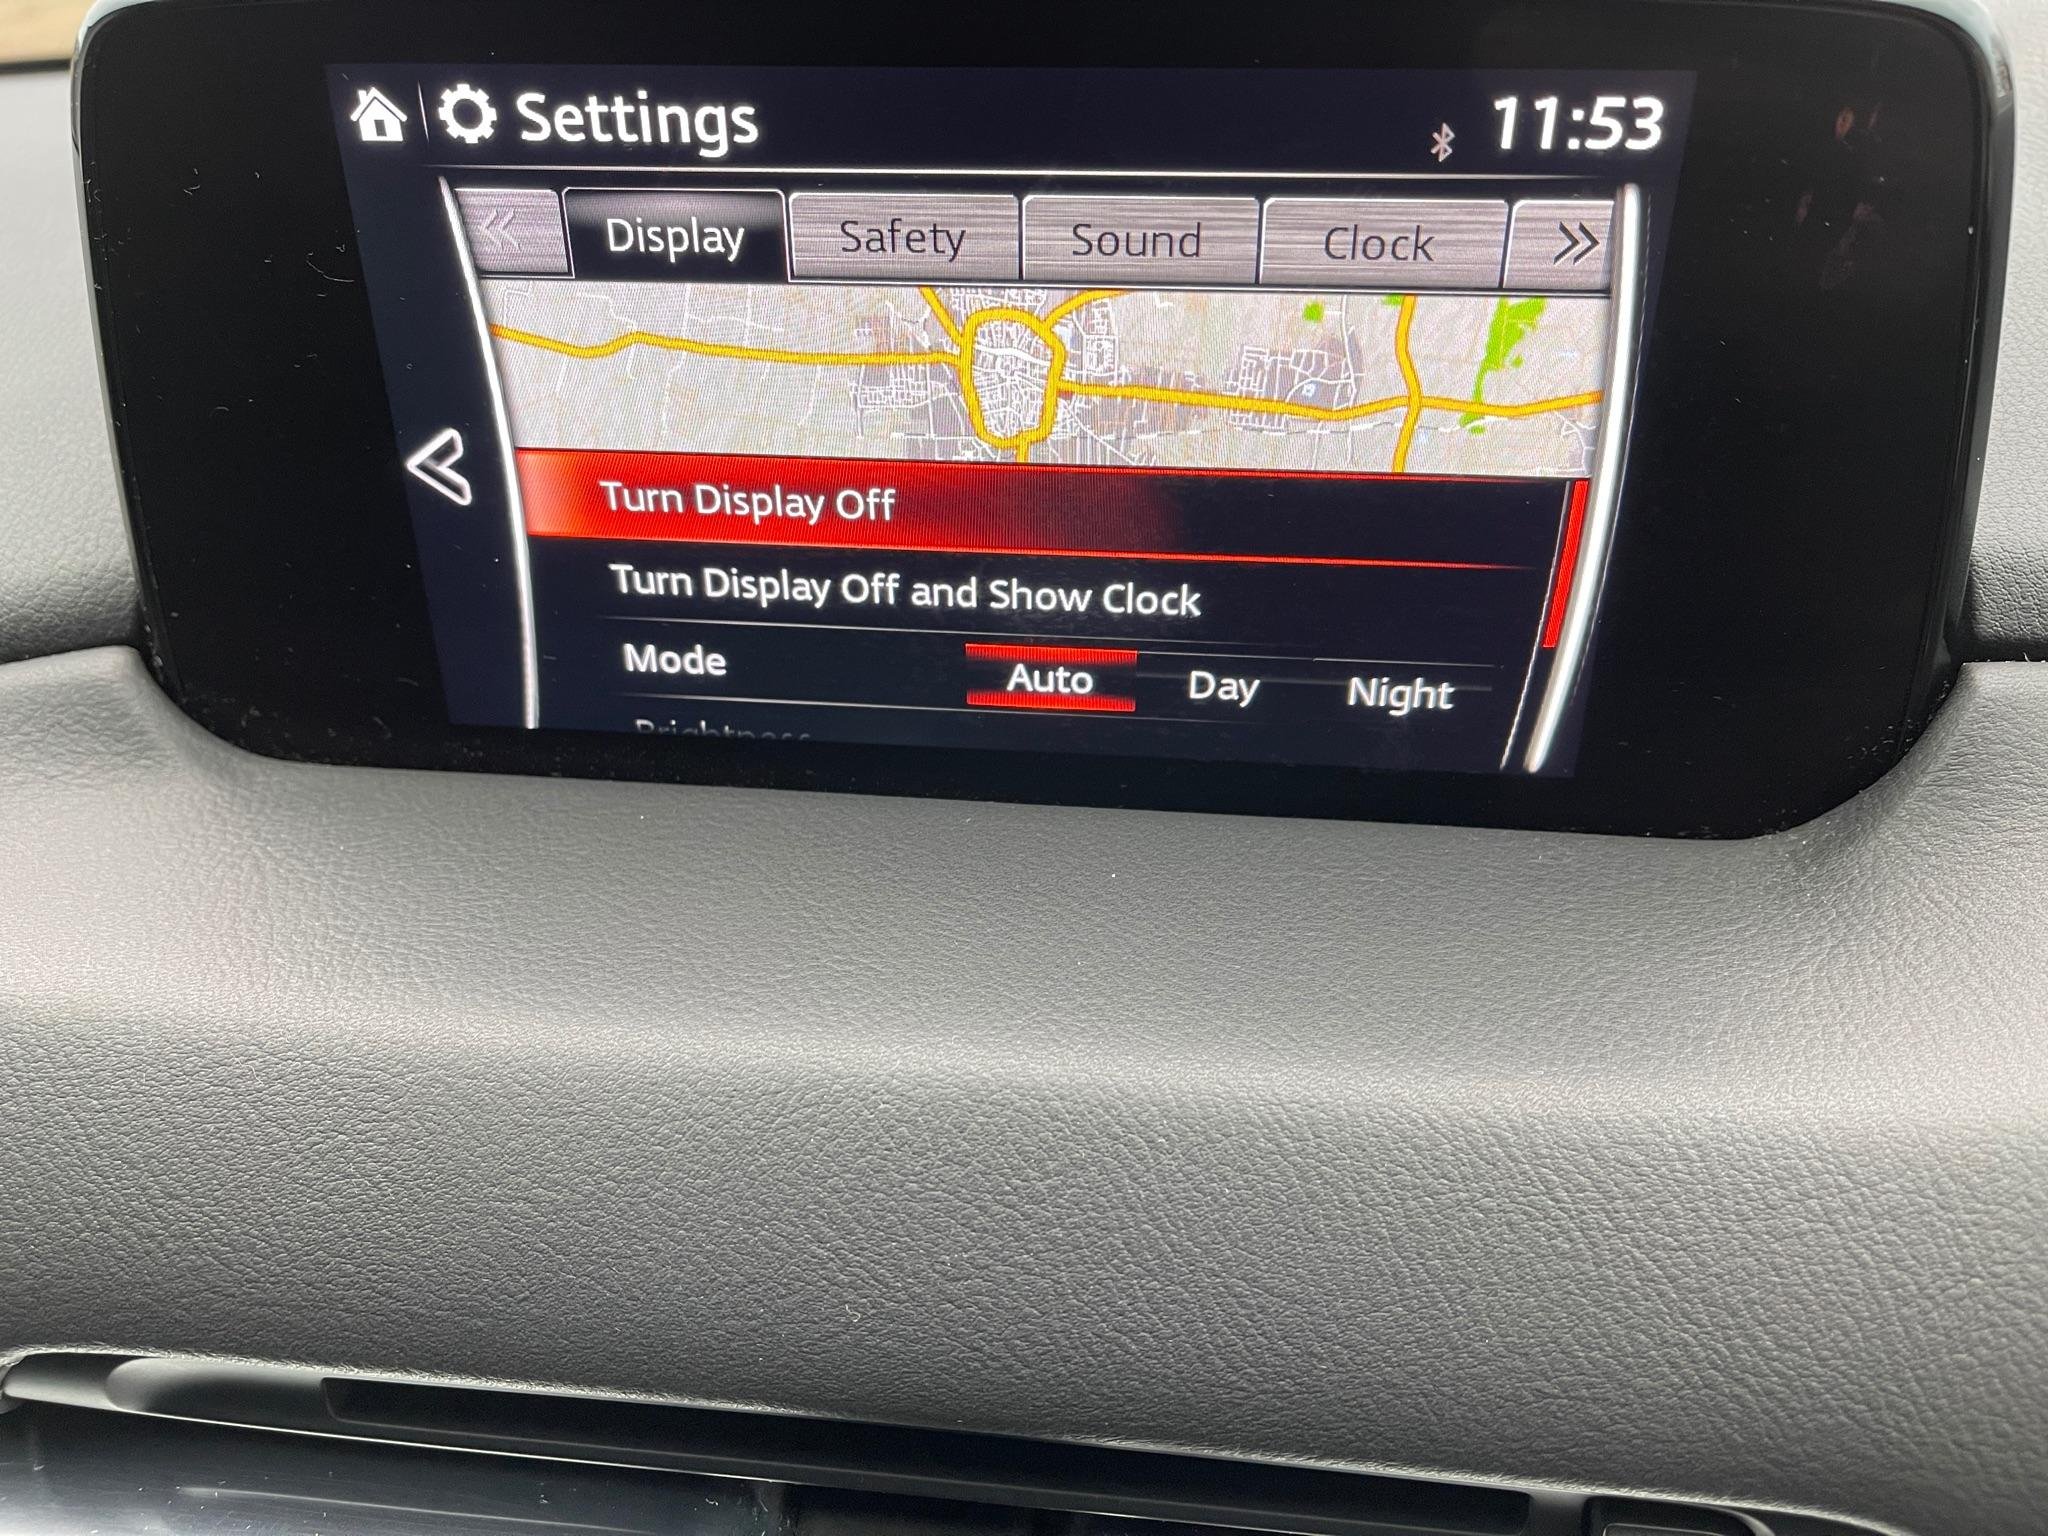 Settings 11:53
Display Safety Sound Clock
Turn Display Off
Turn Display Off and Show Clock
Mode Auto Day Night
Brightness